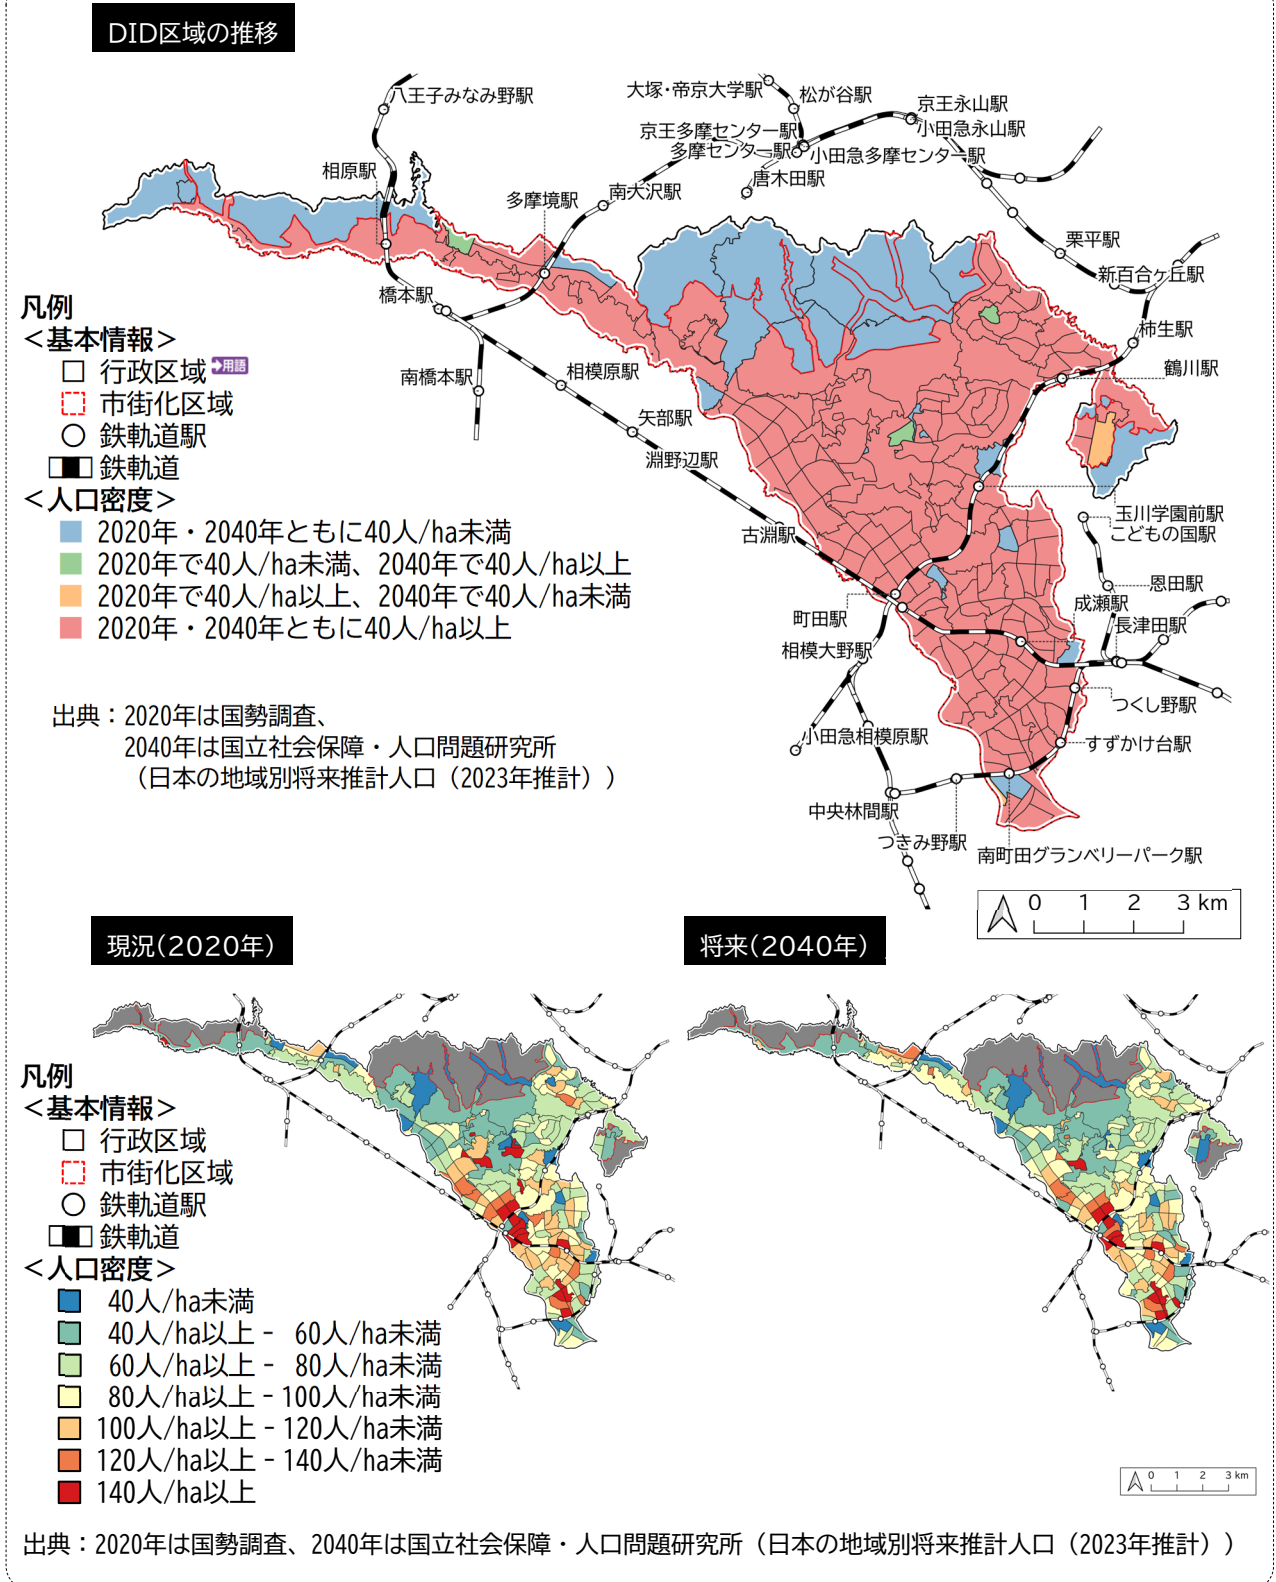 DID区域の推移
八王子みなみ野駅
大塚・帝京大学駅
松が谷駅
京王永山駅
小田急永山駅
京王多摩センター駅
多摩センター駅
小田急多摩センター駅
相原駅
唐木田駅
南大沢駅
多摩境駅
栗平駅
新百合ヶ丘駅
橋本駅
柿生駅
鶴川駅
南橋本駅
相模原駅
矢部駅
淵野辺駅
玉川学園前駅
こどもの国駅
古淵駅
恩田駅
成瀬駅
町田駅
長津田駅
相模大野駅
つくし野駅
小田急相模原駅
すずかけ台駅
中央林間駅
つきみ野駅
南町田グランベリーパーク駅
凡例
＜基本情報＞
行政区域 用語
市街化区域
鉄軌道駅
鉄軌道
＜人口密度＞
2020年・2040年ともに40人/ha未満
2020年で40人/ha未満、2040年で40人/ha以上
2020年で40人/ha以上、2040年で40人/ha未満
2020年・2040年ともに40人/ha以上
出典：2020年は国勢調査、
2040年は国立社会保障・人口問題研究所
（日本の地域別将来推計人口（2023年推計））
0 1 2 3 km
現況（2020年）
将来（2040年）
凡例
＜基本情報＞
行政区域
市街化区域
鉄軌道駅
鉄軌道
＜人口密度＞
40人/ha未満
40人/ha以上 - 60人/ha未満
60人/ha以上 - 80人/ha未満
80人/ha以上 - 100人/ha未満
100人/ha以上 - 120人/ha未満
120人/ha以上 - 140人/ha未満
140人/ha以上
0 1 2 3 km
出典：2020年は国勢調査、2040年は国立社会保障・人口問題研究所（日本の地域別将来推計人口（2023年推計））